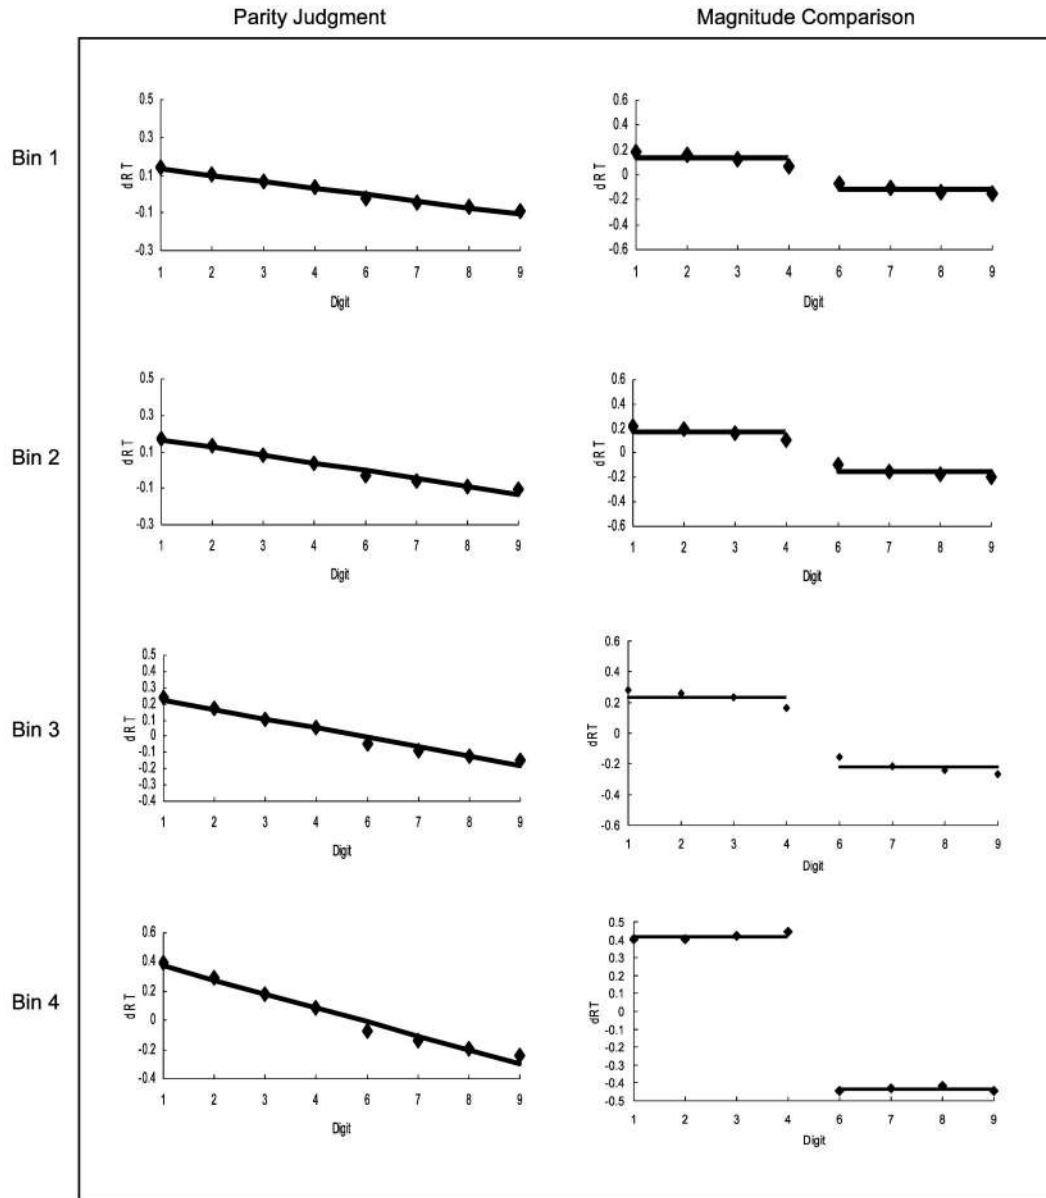 Parity Judgment Magnitude Comparison
Bin 1
dRT
0.5
0.3
0.1
-0.1
-0.3
1 2 3 4 6 7 8 9
Digit
dRT
0.6
0.4
0.2
0
-0.2
-0.4
-0.6
1 2 3 4 6 7 8 9
Digit
Bin 2
dRT
0.5
0.3
0.1
-0.1
-0.3
1 2 3 4 6 7 8 9
Digit
dRT
0.6
0.4
0.2
0
-0.2
-0.4
-0.6
1 2 3 4 6 7 8 9
Digit
Bin 3
dRT
0.5
0.4
0.3
0.2
0.1
0
-0.1
-0.2
-0.3
-0.4
1 2 3 4 6 7 8 9
Digit
dRT
0.6
0.4
0.2
0
-0.2
-0.4
-0.6
1 2 3 4 6 7 8 9
Digit
Bin 4
dRT
0.6
0.4
0.2
0
-0.2
-0.4
1 2 3 4 6 7 8 9
Digit
dRT
0.5
0.4
0.3
0.2
0.1
0
-0.1
-0.2
-0.3
-0.4
-0.5
1 2 3 4 6 7 8 9
Digit